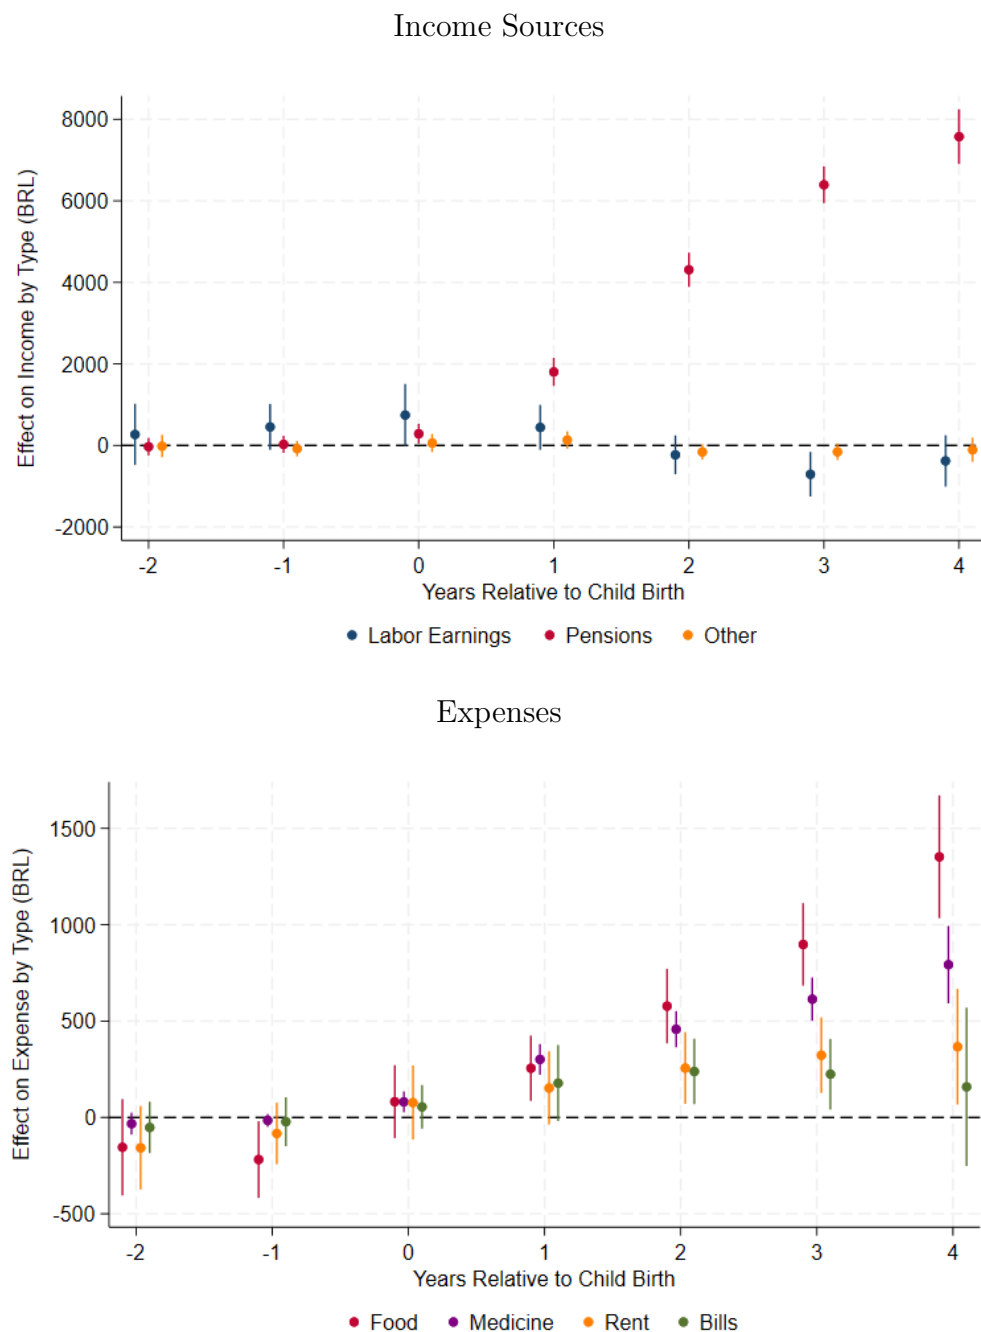 Income Sources
Effect on Income by Type (BRL)
8000
6000
4000
2000
0
-2000
-2 -1 0 1 2 3 4
Years Relative to Child Birth
Labor Earnings Pensions Other
Expenses
Effect on Expense by Type (BRL)
1500
1000
500
0
-500
-2 -1 0 1 2 3 4
Years Relative to Child Birth
Food Medicine Rent Bills